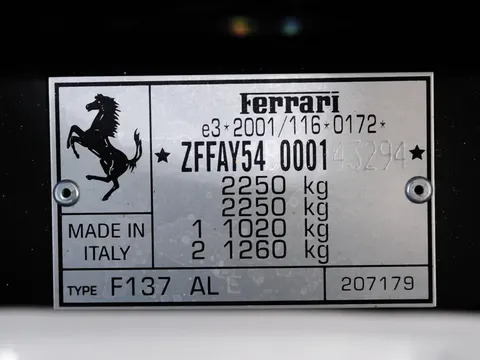 Ferrari
e3*2001/116*0172*
★ZFFAY54 000143294★
2250 kg
2250 kg
1 1020 kg
2 1260 kg
MADE IN
ITALY
TYPE F137 AL
207179